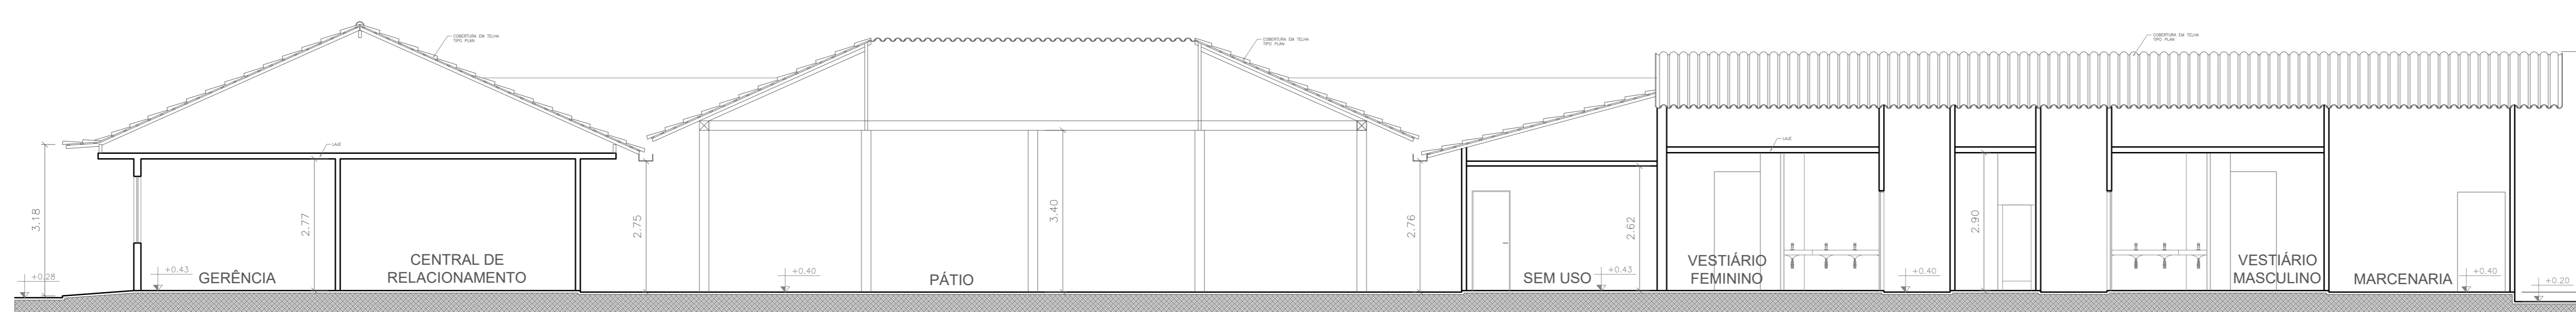 COBERTURA EM TELHA
TIPO PLAN
COBERTURA EM TELHA
TIPO PLAN
COBERTURA EM TELHA
TIPO PLAN
LAJE
LAJE
3.18
2.77
2.75
3.40
2.76
2.62
2.90
+0.28
+0.43
GERÊNCIA
CENTRAL DE
RELACIONAMENTO
+0.40
PÁTIO
SEM USO
+0.43
VESTIÁRIO
FEMININO
+0.40
VESTIÁRIO
MASCULINO
MARCENARIA
+0.40
+0.20